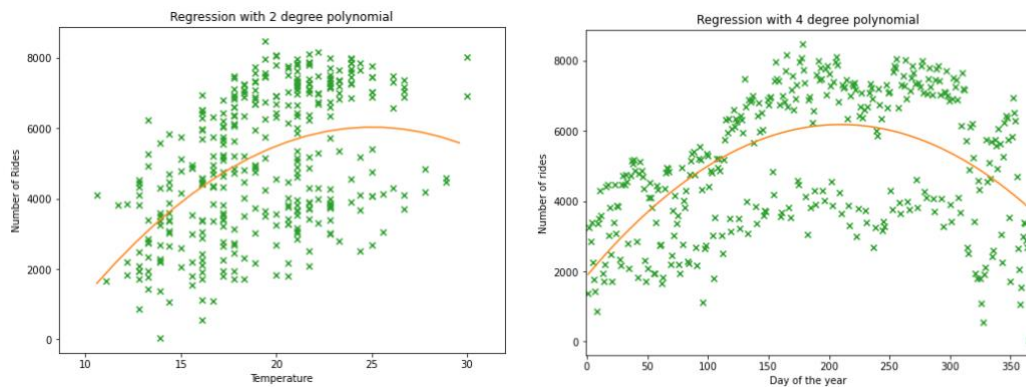 Regression with 2 degree polynomial
8000
6000
4000
2000
0
Number of Rides
10 15 20 25 30
Temperature
Regression with 4 degree polynomial
8000
6000
4000
2000
0
Number of rides
0 50 100 150 200 250 300 350
Day of the year